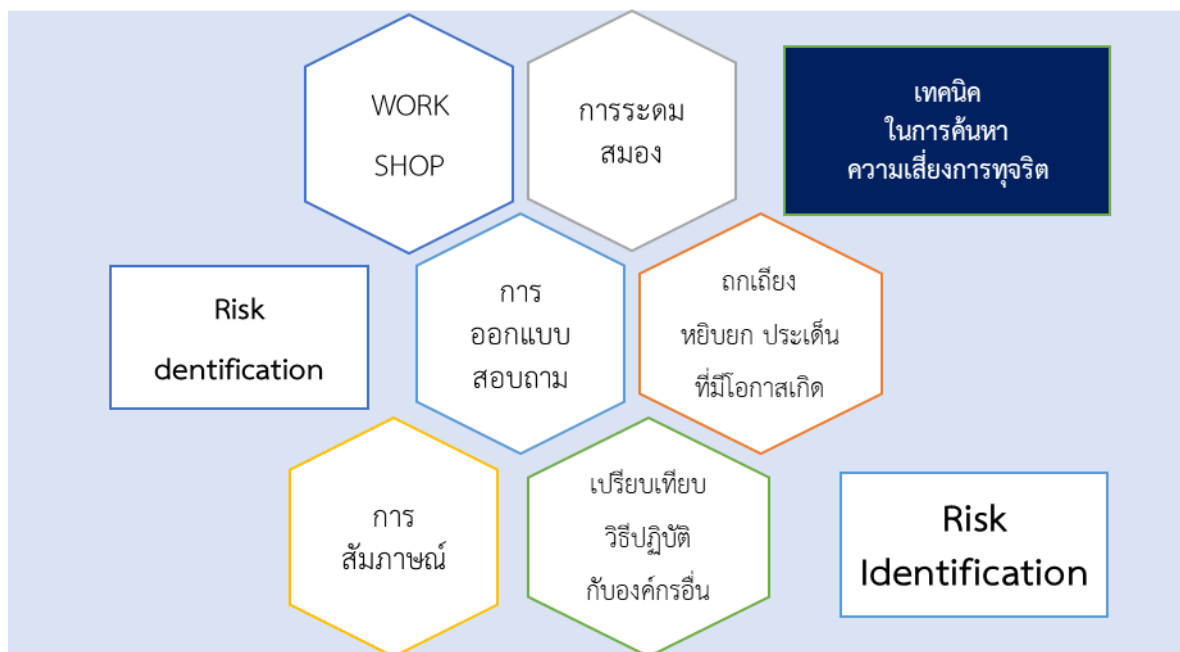 WORK
SHOP
การระดม
สมอง
เทคนิค
ในการค้นหา
ความเสี่ยงการทุจริต
Risk
dentification
การ
ออกแบบ
สอบถาม
ถกเถียง
หยิบยก ประเด็น
ที่มีโอกาสเกิด
การ
สัมภาษณ์
เปรียบเทียบ
วิธีปฏิบัติ
กับองค์กรอื่น
Risk
Identification